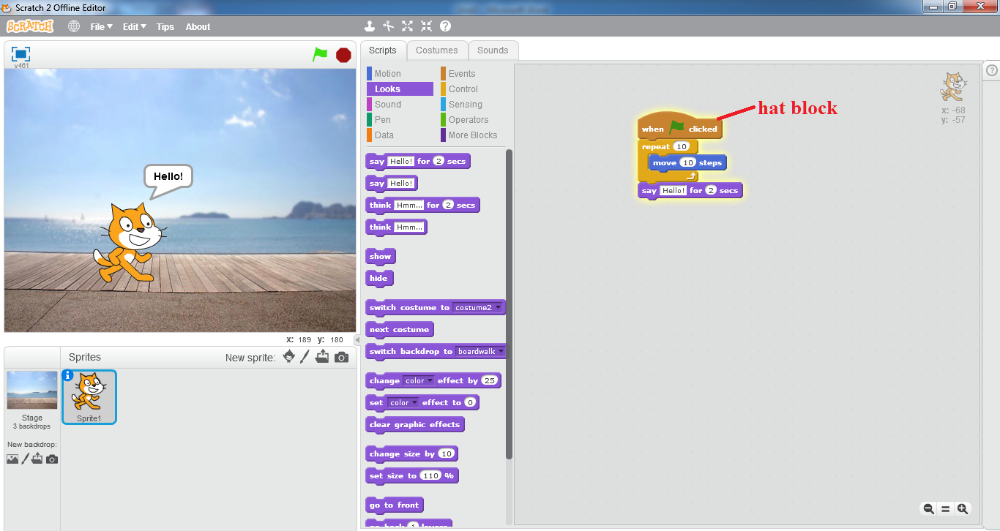 Scratch 2 Offline Editor
SCRATCH File Edit Tips About
v461
Hello!
x: 189 y: 180
Sprites New sprite:
Stage
3 backdrops
New backdrop:
Sprite1
Scripts Costumes Sounds
Motion Events
Looks Control
Sound Sensing
Pen Operators
Data More Blocks
say Hello! for 2 secs
say Hello!
think Hmm... for 2 secs
think Hmm...
show
hide
switch costume to costume2
next costume
switch backdrop to boardwalk
change color effect by 25
set color effect to 0
clear graphic effects
change size by 10
set size to 110 %
go to front
when clicked
repeat 10
move 10 steps
say Hello! for 2 secs
hat block
x: -68
y: -57